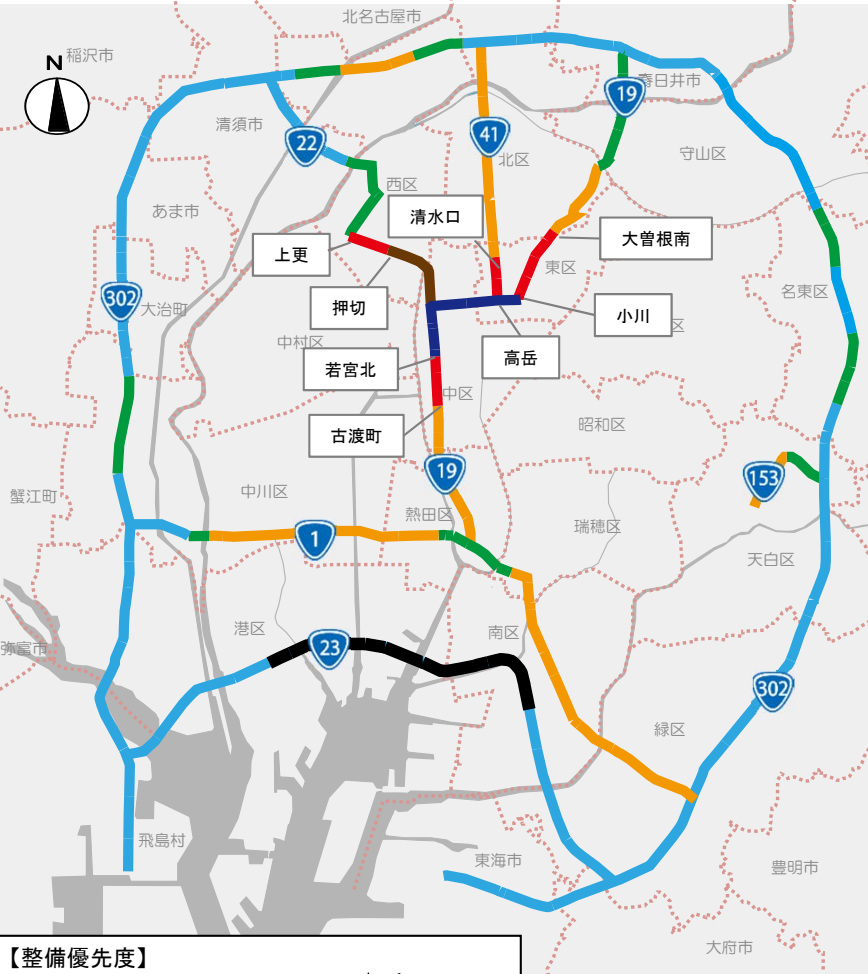 北名古屋市
稲沢市
N
春日井市
19
清須市
22
41
北区
守山区
西区
あま市
清水口
大曽根南
上更
東区
302
大治町
名東区
押切
小川
区
中村区
高岳
若宮北
中区
古渡町
昭和区
19
153
中川区
蟹江町
熱田区
瑞穂区
1
天白区
港区
23
南区
弥富市
302
緑区
飛島村
東海市
豊明市
大府市
【整備優先度】